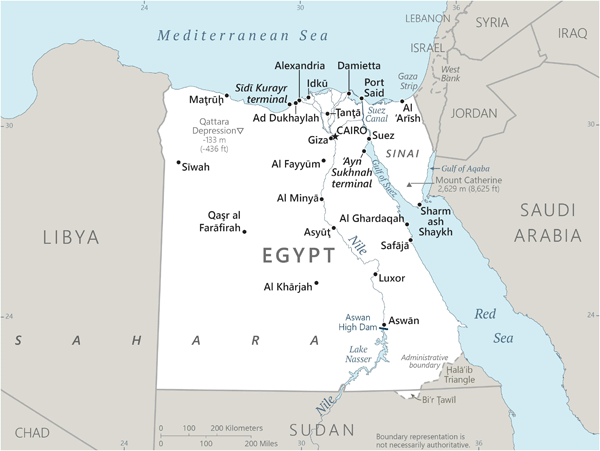 24
30
36
LEBANON
SYRIA
IRAQ
Mediterranean Sea
ISRAEL
West
Bank
Gaza
Strip
JORDAN
Alexandria
Damietta
Idkū
Port
Said
Sīdī Kurayr
terminal
Maţrūḩ
Ad Dukhaylah
Ţanţā
Suez
Canal
Al
'Arīsh
30
30
Qattara
Depression
-133 m
(-436 ft)
CAIRO
Giza
Suez
SINAI
Sīwah
Al Fayyūm
'Ayn
Sukhnah
terminal
Gulf of Suez
Gulf of Aqaba
Mount Catherine
2,629 m (8,625 ft)
Al Minyā
Sharm
ash
Shaykh
SAUDI
ARABIA
Qaşr al
Farāfirah
Al Ghardaqah
LIBYA
Asyūţ
Nile
Safājā
EGYPT
Al Khārjah
Luxor
Red
Sea
24
24
Aswan
High Dam
Aswān
SAHARA
Lake
Nasser
Administrative
boundary
Ḩalā'ib
Triangle
Nile
Bi'r Ţawīl
CHAD
24
0 100 200 Kilometers
0 100 200 Miles
SUDAN
36
Boundary representation is
not necessarily authoritative.